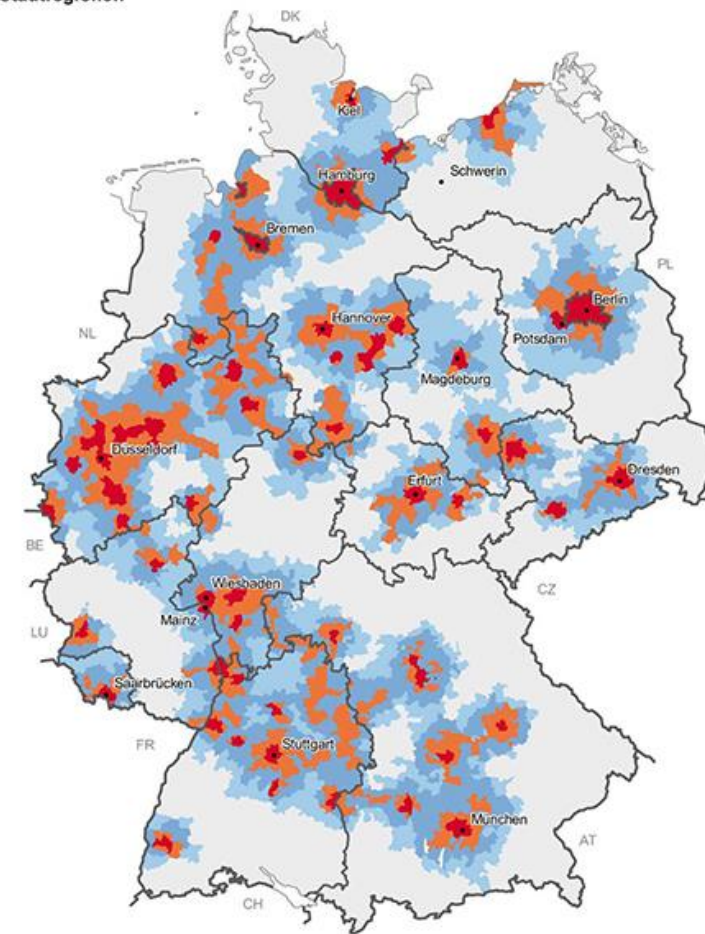 DK
Kiel
Schwerin
Hamburg
Bremen
PL
Berlin
Hannover
NL
Potsdam
Magdeburg
Düsseldorf
Dresden
Erfurt
BE
CZ
Wiesbaden
Mainz
LU
Saarbrücken
FR
Stuttgart
München
AT
CH